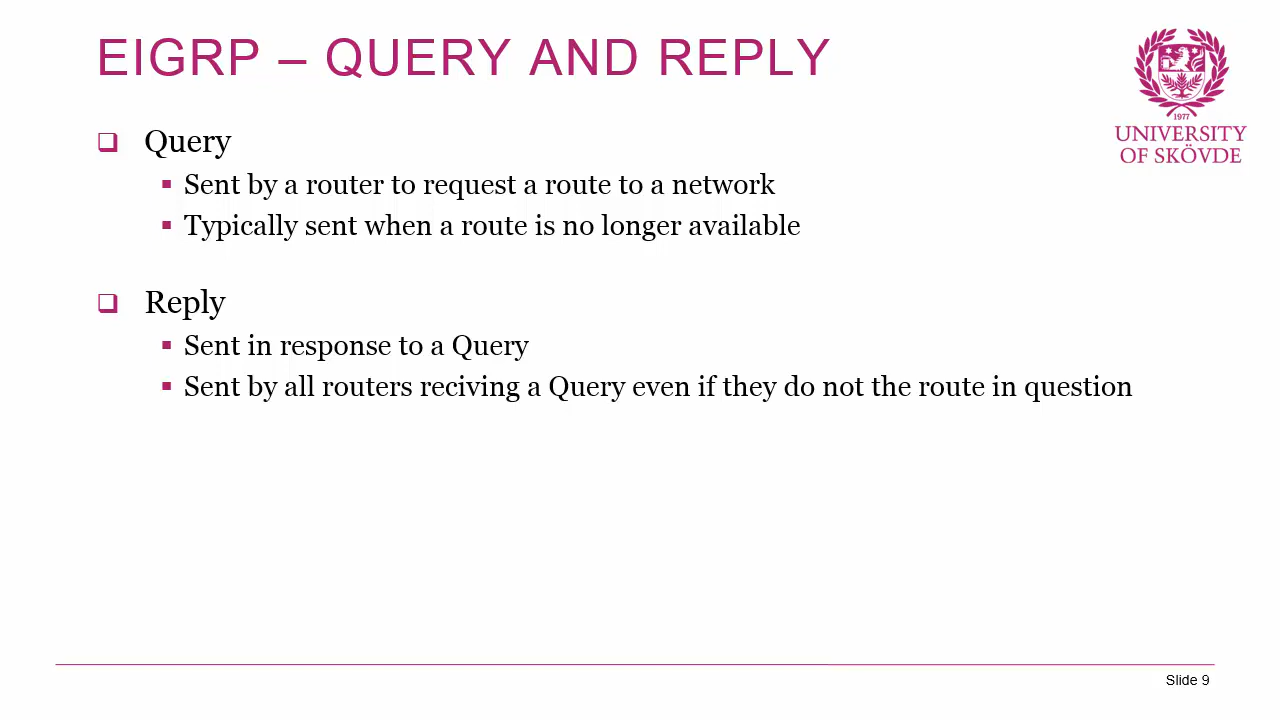 EIGRP – QUERY AND REPLY
1977
UNIVERSITY
OF SKÖVDE
Query
Sent by a router to request a route to a network
Typically sent when a route is no longer available
Reply
Sent in response to a Query
Sent by all routers reciving a Query even if they do not the route in question
Slide 9